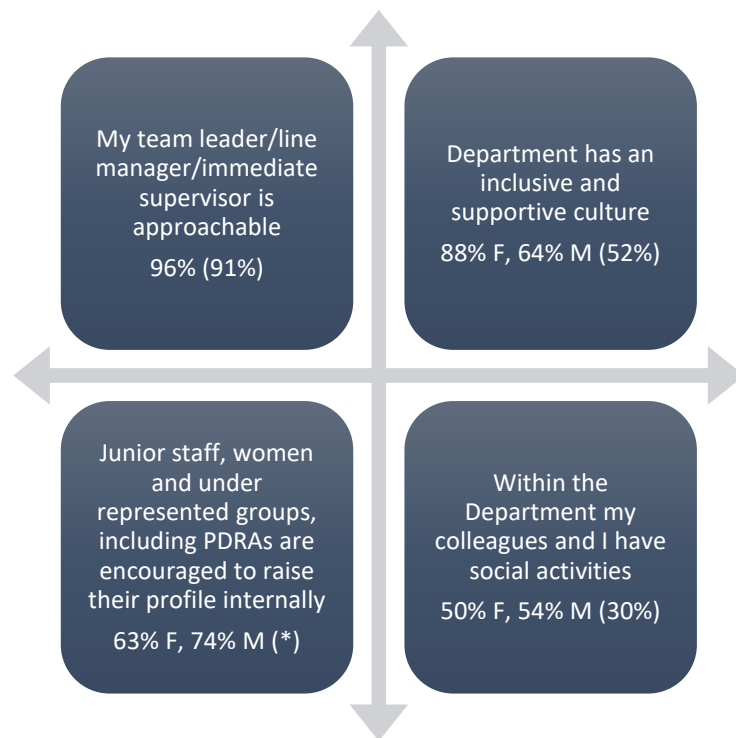 My team leader/line
manager/immediate
supervisor is
approachable
96% (91%)
Department has an
inclusive and
supportive culture
88% F, 64% M (52%)
Junior staff, women
and under
represented groups,
including PDRAs are
encouraged to raise
their profile internally
63% F, 74% M (*)
Within the
Department my
colleagues and I have
social activities
50% F, 54% M (30%)